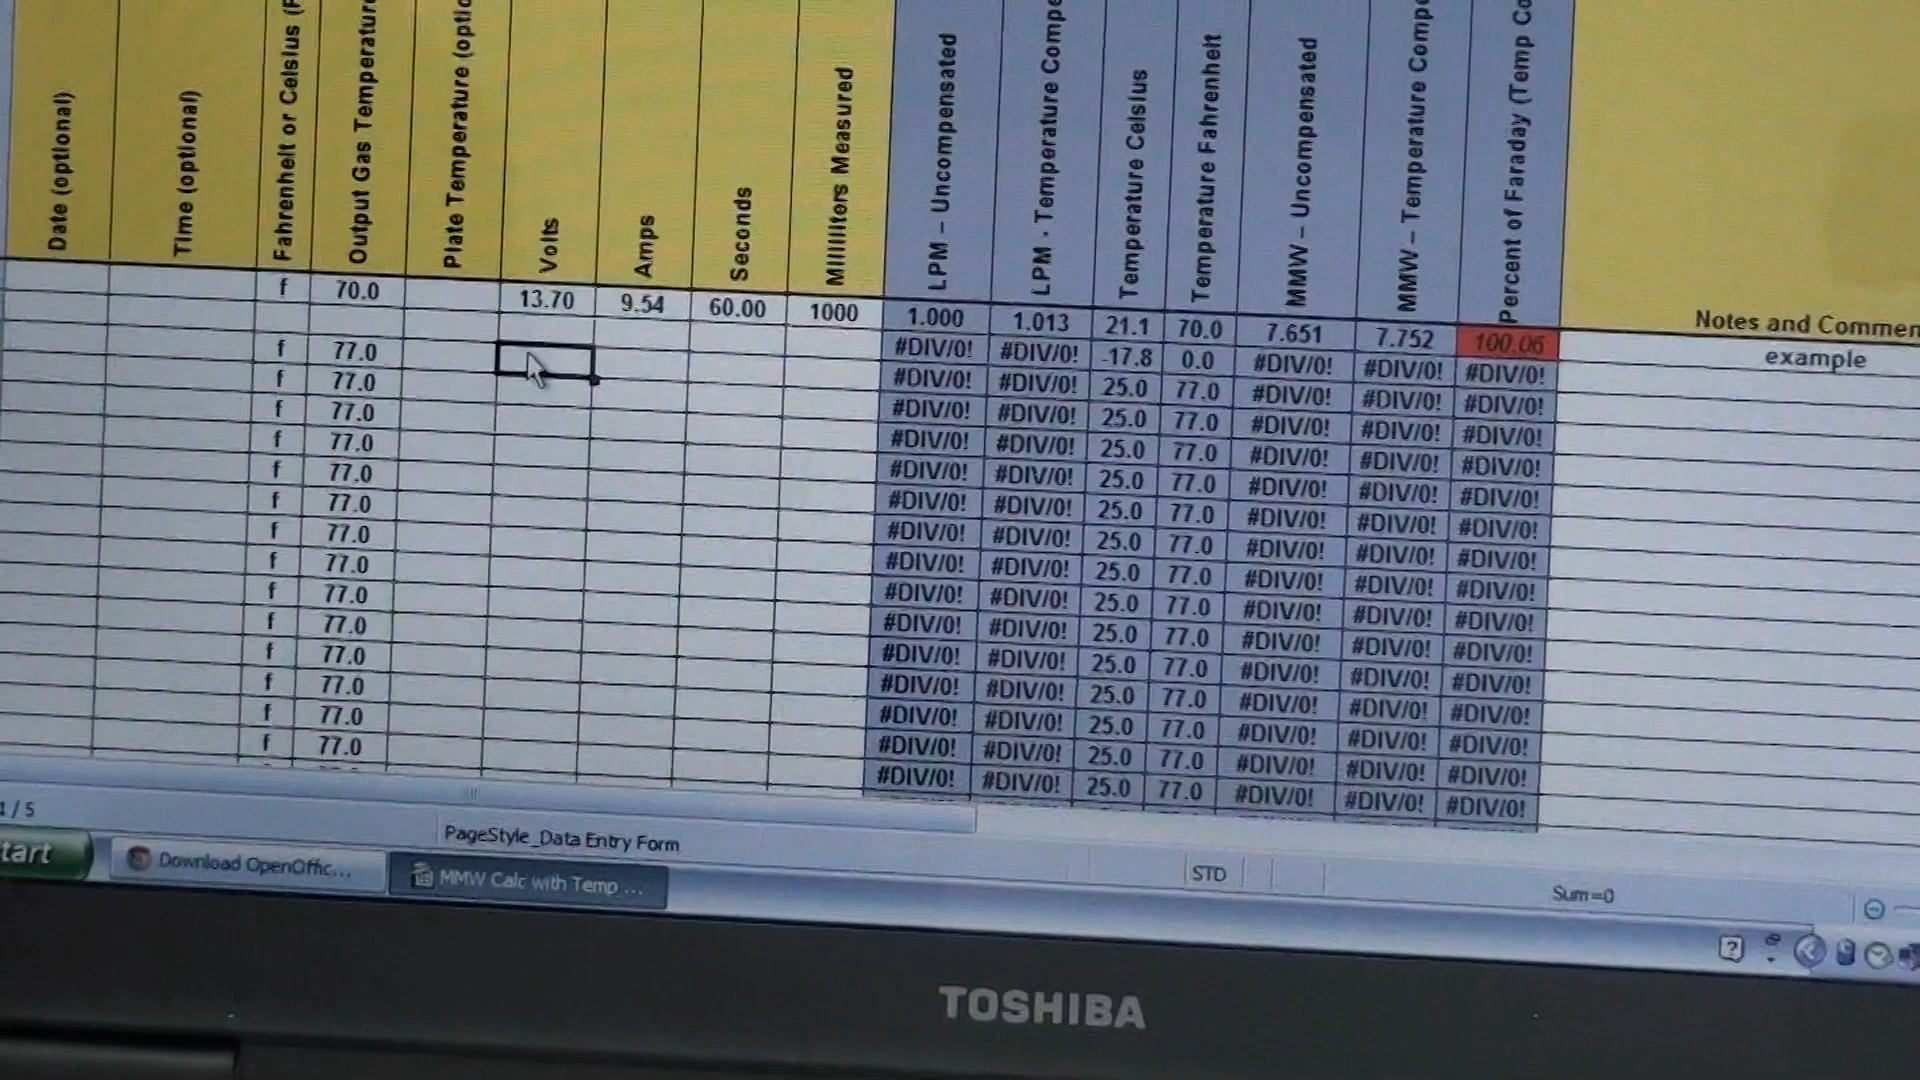 Date (optional)
Time (optional)
Fahrenheit or Celsius (F
Output Gas Temperature
Plate Temperature (optio
Volts
Amps
Seconds
Milliliters Measured
LPM – Uncompensated
LPM - Temperature Compe
Temperature Celsius
Temperature Fahrenheit
MMW – Uncompensated
MMW – Temperature Compe
Percent of Faraday (Temp Co
Notes and Commen
f 70.0 13.70 9.54 60.00 1000 1.000 1.013 21.1 70.0 7.651 7.752 100.06 example
#DIV/0! #DIV/0! -17.8 0.0 #DIV/0! #DIV/0! #DIV/0!
f 77.0 #DIV/0! #DIV/0! 25.0 77.0 #DIV/0! #DIV/0! #DIV/0!
f 77.0 #DIV/0! #DIV/0! 25.0 77.0 #DIV/0! #DIV/0! #DIV/0!
f 77.0 #DIV/0! #DIV/0! 25.0 77.0 #DIV/0! #DIV/0! #DIV/0!
f 77.0 #DIV/0! #DIV/0! 25.0 77.0 #DIV/0! #DIV/0! #DIV/0!
f 77.0 #DIV/0! #DIV/0! 25.0 77.0 #DIV/0! #DIV/0! #DIV/0!
f 77.0 #DIV/0! #DIV/0! 25.0 77.0 #DIV/0! #DIV/0! #DIV/0!
f 77.0 #DIV/0! #DIV/0! 25.0 77.0 #DIV/0! #DIV/0! #DIV/0!
f 77.0 #DIV/0! #DIV/0! 25.0 77.0 #DIV/0! #DIV/0! #DIV/0!
f 77.0 #DIV/0! #DIV/0! 25.0 77.0 #DIV/0! #DIV/0! #DIV/0!
f 77.0 #DIV/0! #DIV/0! 25.0 77.0 #DIV/0! #DIV/0! #DIV/0!
f 77.0 #DIV/0! #DIV/0! 25.0 77.0 #DIV/0! #DIV/0! #DIV/0!
f 77.0 #DIV/0! #DIV/0! 25.0 77.0 #DIV/0! #DIV/0! #DIV/0!
f 77.0 #DIV/0! #DIV/0! 25.0 77.0 #DIV/0! #DIV/0! #DIV/0!
f 77.0 #DIV/0! #DIV/0! 25.0 77.0 #DIV/0! #DIV/0! #DIV/0!
1 / 5 PageStyle_Data Entry Form STD Sum=0
tart Download OpenOffic... MMW Calc with Temp ...
TOSHIBA